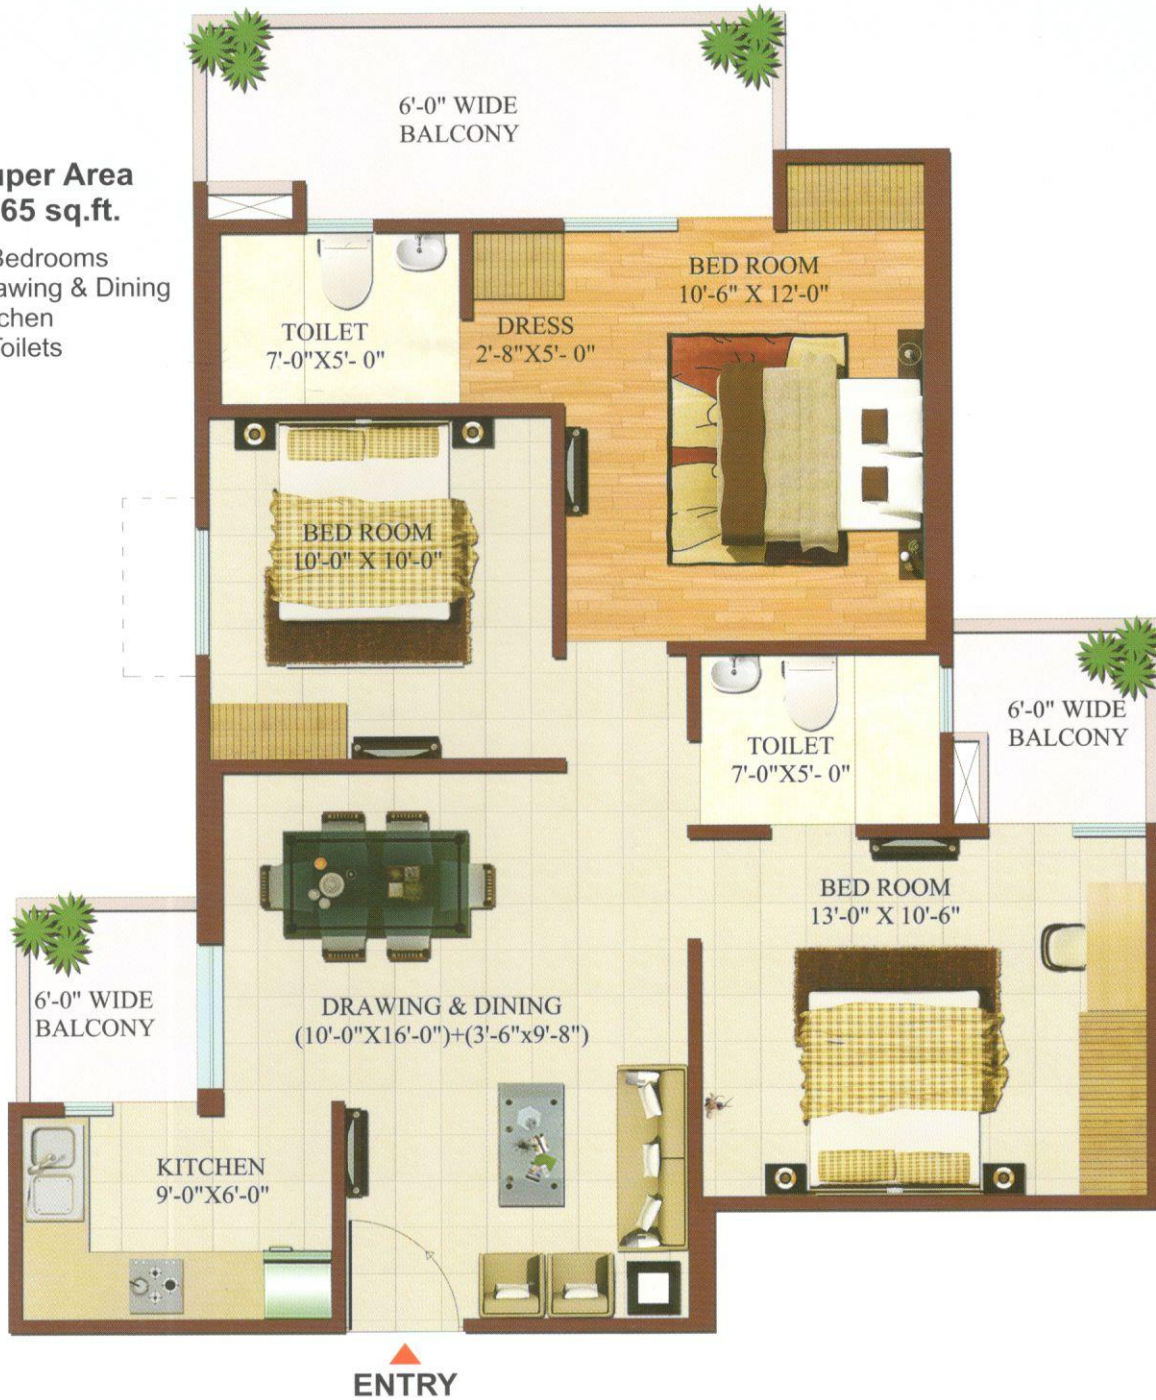 6'-0" WIDE
BALCONY
uper Area
65 sq.ft.
Bedrooms
awing & Dining
chen
Toilets
BED ROOM
10'-6" X 12'-0"
TOILET
7'-0"X5'- 0"
DRESS
2'-8"X5'- 0"
BED ROOM
10'-0" X 10'-0"
6'-0" WIDE
BALCONY
TOILET
7'-0"X5'- 0"
BED ROOM
13'-0" X 10'-6"
6'-0" WIDE
BALCONY
DRAWING & DINING
(10'-0"X16'-0")+(3'-6"x9'-8")
KITCHEN
9'-0"X6'-0"
ENTRY